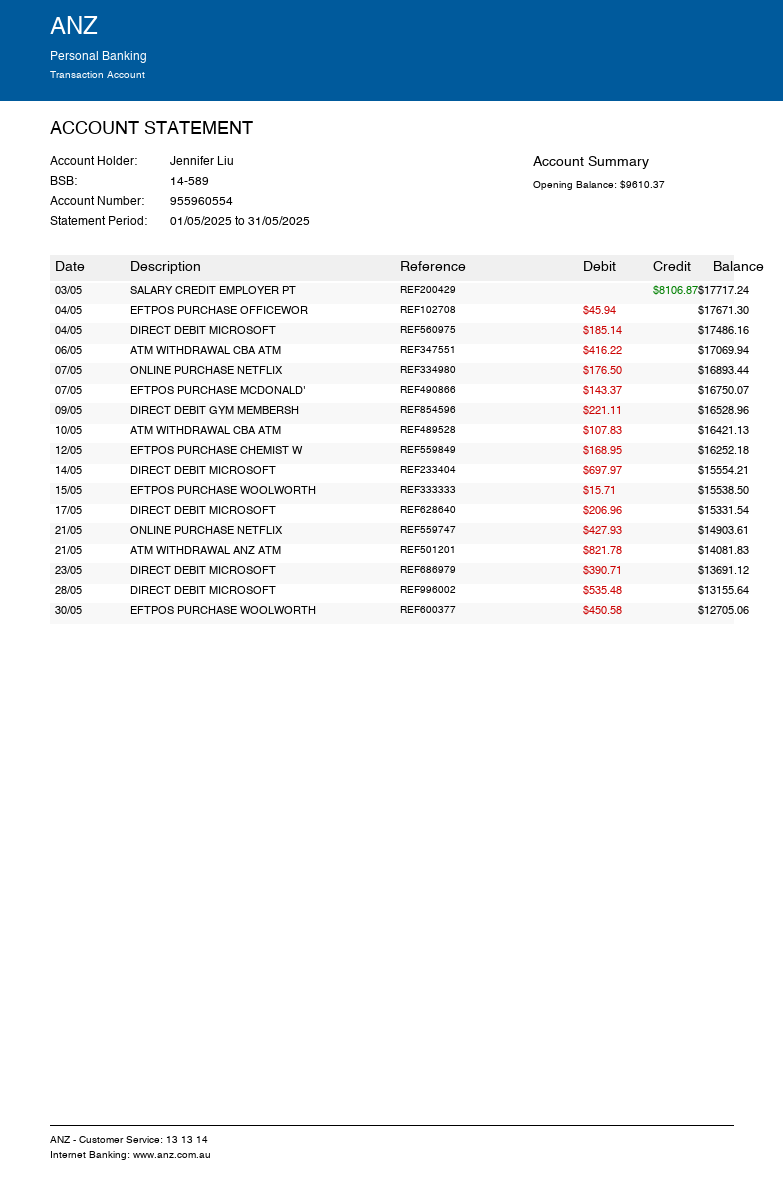 ANZ
Personal Banking
Transaction Account
ACCOUNT STATEMENT
Account Holder: Jennifer Liu
BSB: 14-589
Account Number: 955960554
Statement Period: 01/05/2025 to 31/05/2025
Account Summary
Opening Balance: $9610.37
Date Description Reference Debit Credit Balance
03/05 SALARY CREDIT EMPLOYER PT REF200429 $8106.87 $17717.24
04/05 EFTPOS PURCHASE OFFICEWOR REF102708 $45.94 $17671.30
04/05 DIRECT DEBIT MICROSOFT REF560975 $185.14 $17486.16
06/05 ATM WITHDRAWAL CBA ATM REF347551 $416.22 $17069.94
07/05 ONLINE PURCHASE NETFLIX REF334980 $176.50 $16893.44
07/05 EFTPOS PURCHASE MCDONALD' REF490866 $143.37 $16750.07
09/05 DIRECT DEBIT GYM MEMBERSH REF854596 $221.11 $16528.96
10/05 ATM WITHDRAWAL CBA ATM REF489528 $107.83 $16421.13
12/05 EFTPOS PURCHASE CHEMIST W REF559849 $168.95 $16252.18
14/05 DIRECT DEBIT MICROSOFT REF233404 $697.97 $15554.21
15/05 EFTPOS PURCHASE WOOLWORTH REF333333 $15.71 $15538.50
17/05 DIRECT DEBIT MICROSOFT REF628640 $206.96 $15331.54
21/05 ONLINE PURCHASE NETFLIX REF559747 $427.93 $14903.61
21/05 ATM WITHDRAWAL ANZ ATM REF501201 $821.78 $14081.83
23/05 DIRECT DEBIT MICROSOFT REF686979 $390.71 $13691.12
28/05 DIRECT DEBIT MICROSOFT REF996002 $535.48 $13155.64
30/05 EFTPOS PURCHASE WOOLWORTH REF600377 $450.58 $12705.06
ANZ - Customer Service: 13 13 14
Internet Banking: www.anz.com.au